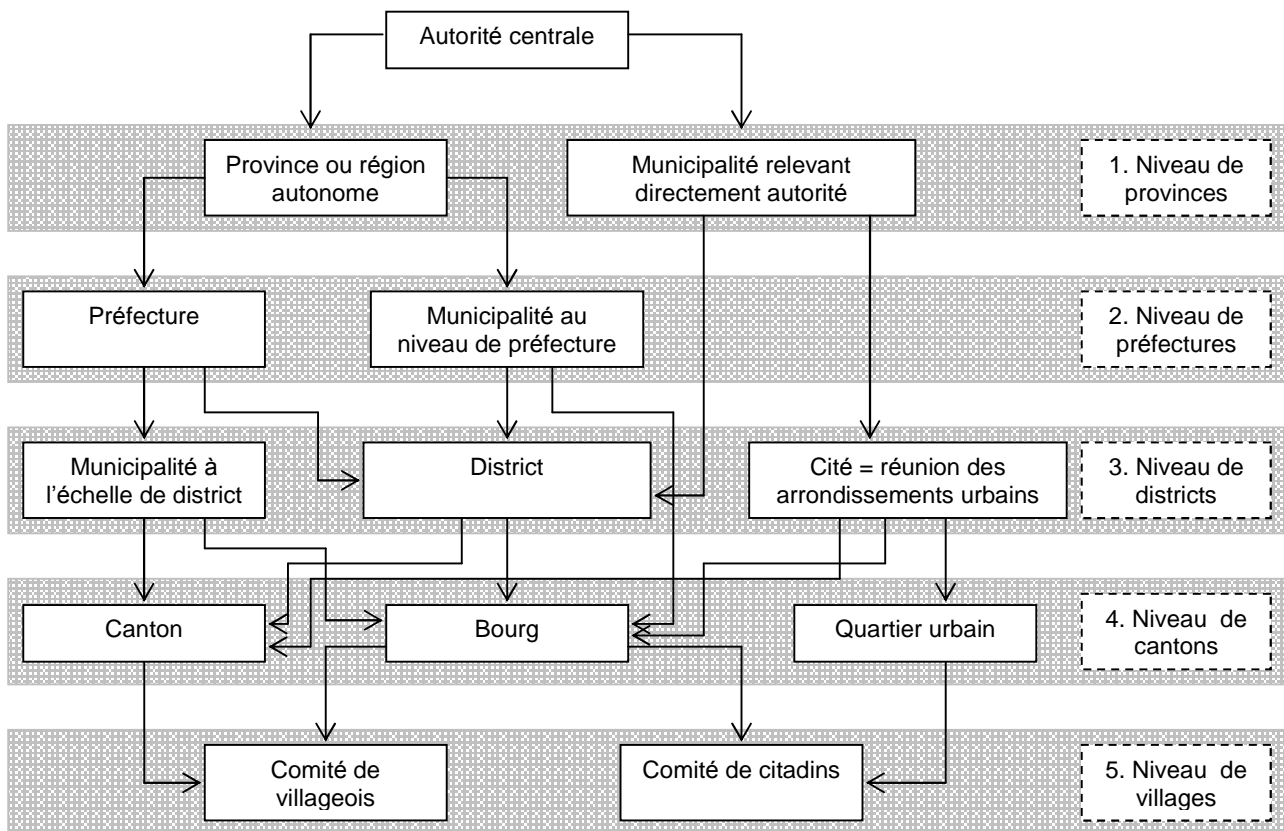 Autorité centrale
Province ou région
autonome
Municipalité relevant
directement autorité
1. Niveau de
provinces
Préfecture
Municipalité au
niveau de préfecture
2. Niveau de
préfectures
Municipalité à
l'échelle de district
District
Cité = réunion des
arrondissements urbains
3. Niveau de
districts
Canton
Bourg
Quartier urbain
4. Niveau de
cantons
Comité de
villageois
Comité de citadins
5. Niveau de
villages